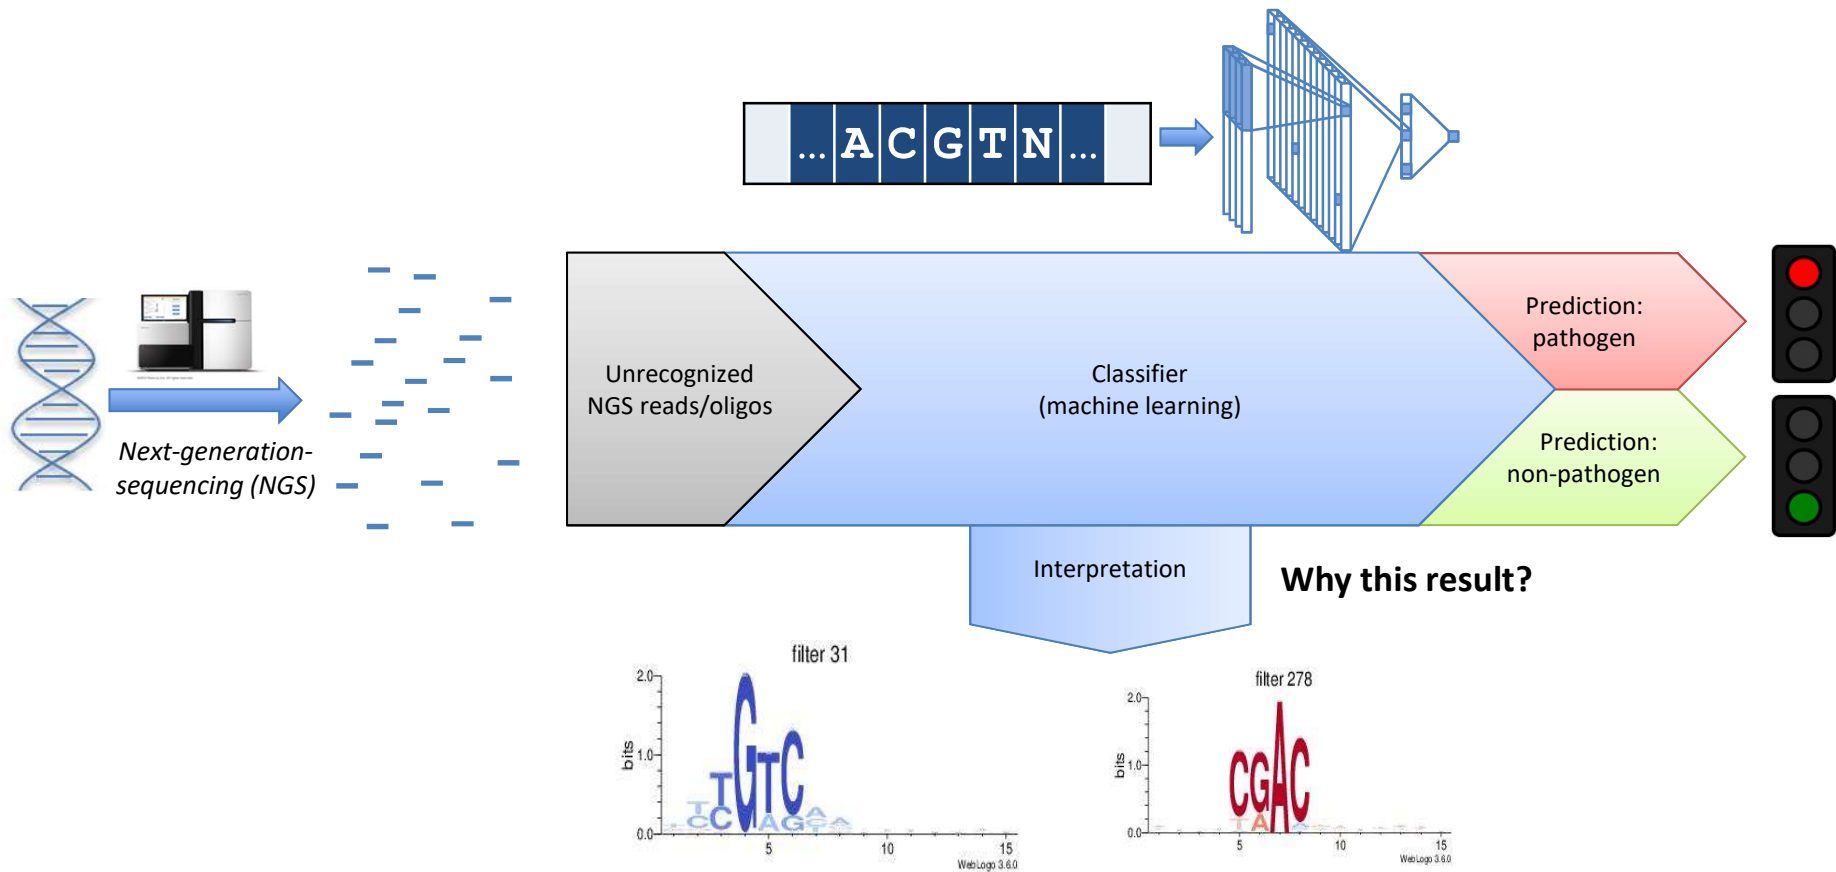 ... A C G T N ...
Next-generation-
sequencing (NGS)
Unrecognized
NGS reads/oligos
Classifier
(machine learning)
Prediction:
pathogen
Prediction:
non-pathogen
Interpretation
Why this result?
filter 31
bits
2.0
1.0
0.0
T
C
T
C
G
T
A
C
G
A
C
T
A
5
10
15
WebLogo 3.6.0
filter 278
bits
2.0
1.0
0.0
C
T
G
A
A
C
A
5
10
15
WebLogo 3.6.0